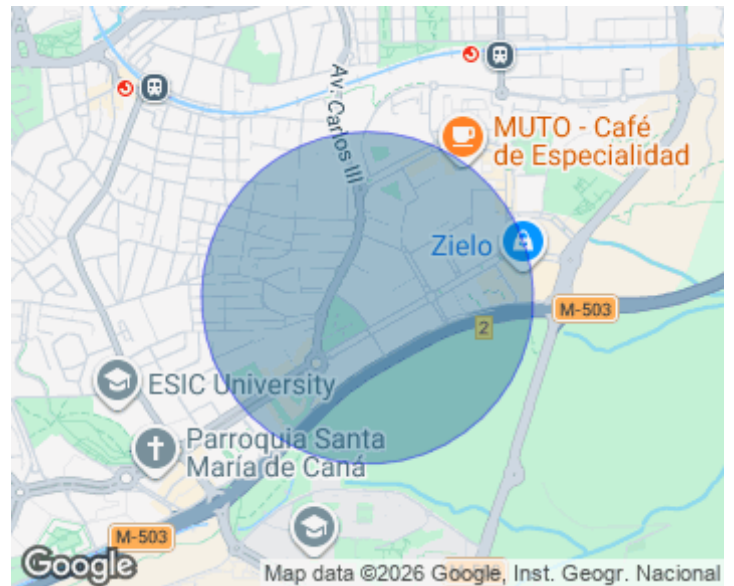 Av. Carlos III
MUTO - Café
de Especialidad
Zielo
M-503
2
ESIC University
Parroquia Santa
María de Caná
M-503
Google
Map data ©2026 Google, Inst. Geogr. Nacional